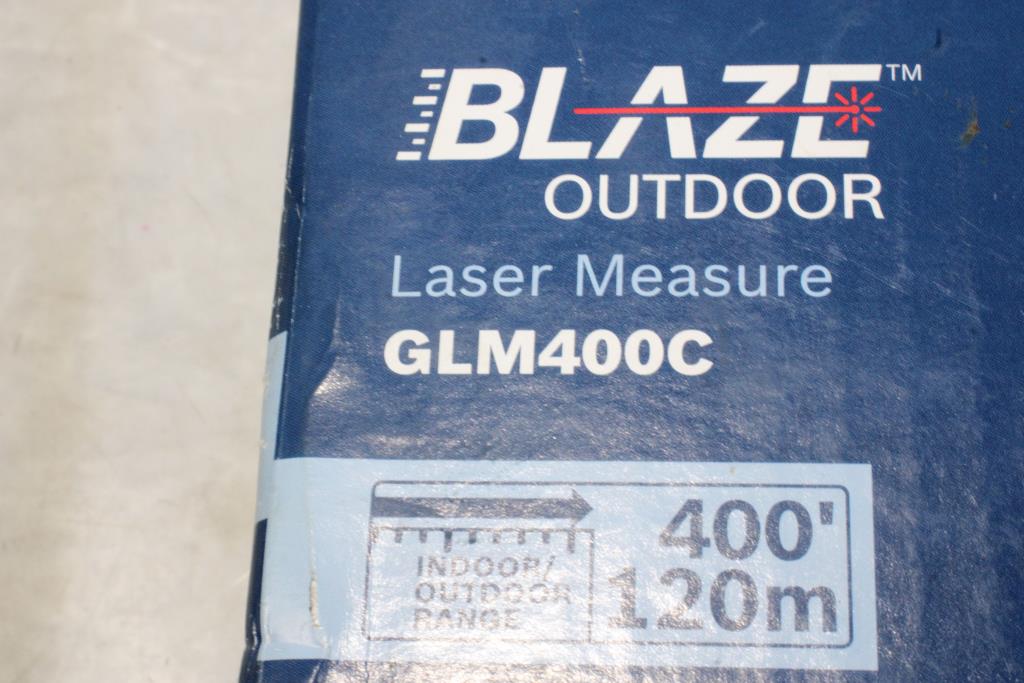 BLAZE™
OUTDOOR
Laser Measure
GLM400C
400'
120m
INDOOR/
OUTDOOR
RANGE